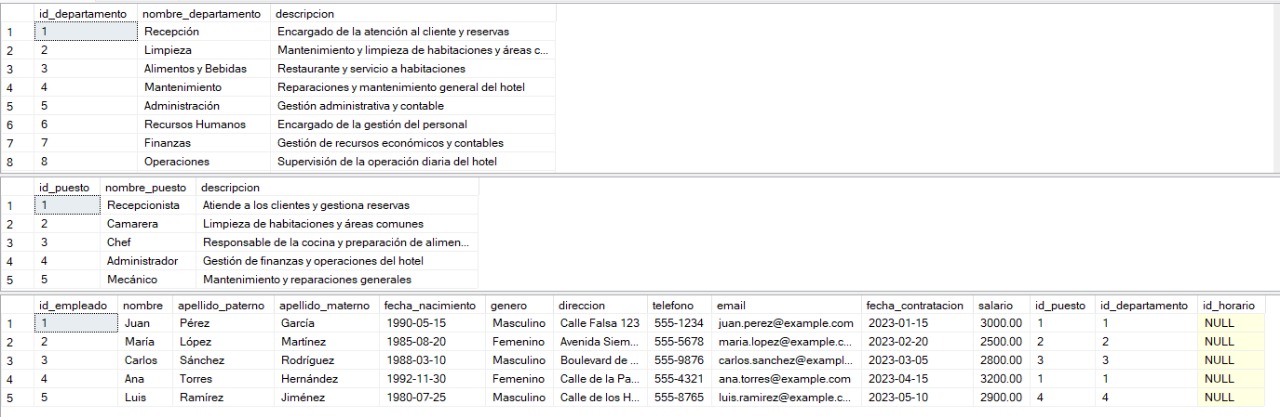 id_departamento nombre_departamento descripcion
1 1 Recepción Encargado de la atención al cliente y reservas
2 2 Limpieza Mantenimiento y limpieza de habitaciones y áreas c...
3 3 Alimentos y Bebidas Restaurante y servicio a habitaciones
4 4 Mantenimiento Reparaciones y mantenimiento general del hotel
5 5 Administración Gestión administrativa y contable
6 6 Recursos Humanos Encargado de la gestión del personal
7 7 Finanzas Gestión de recursos económicos y contables
8 8 Operaciones Supervisión de la operación diaria del hotel
id_puesto nombre_puesto descripcion
1 1 Recepcionista Atiende a los clientes y gestiona reservas
2 2 Camarera Limpieza de habitaciones y áreas comunes
3 3 Chef Responsable de la cocina y preparación de alimen...
4 4 Administrador Gestión de finanzas y operaciones del hotel
5 5 Mecánico Mantenimiento y reparaciones generales
id_empleado nombre apellido_paterno apellido_materno fecha_nacimiento genero direccion telefono email fecha_contratacion salario id_puesto id_departamento id_horario
1 1 Juan Pérez García 1990-05-15 Masculino Calle Falsa 123 555-1234 juan.perez@example.com 2023-01-15 3000.00 1 1 NULL
2 2 María López Martínez 1985-08-20 Femenino Avenida Siem... 555-5678 maria.lopez@example.c... 2023-02-20 2500.00 2 2 NULL
3 3 Carlos Sánchez Rodríguez 1988-03-10 Masculino Boulevard de ... 555-9876 carlos.sanchez@exampl... 2023-03-05 2800.00 3 3 NULL
4 4 Ana Torres Hernández 1992-11-30 Femenino Calle de la Pa... 555-4321 ana.torres@example.com 2023-04-15 3200.00 1 1 NULL
5 5 Luis Ramírez Jiménez 1980-07-25 Masculino Calle de los H... 555-8765 luis.ramirez@example.c... 2023-05-10 2900.00 4 4 NULL